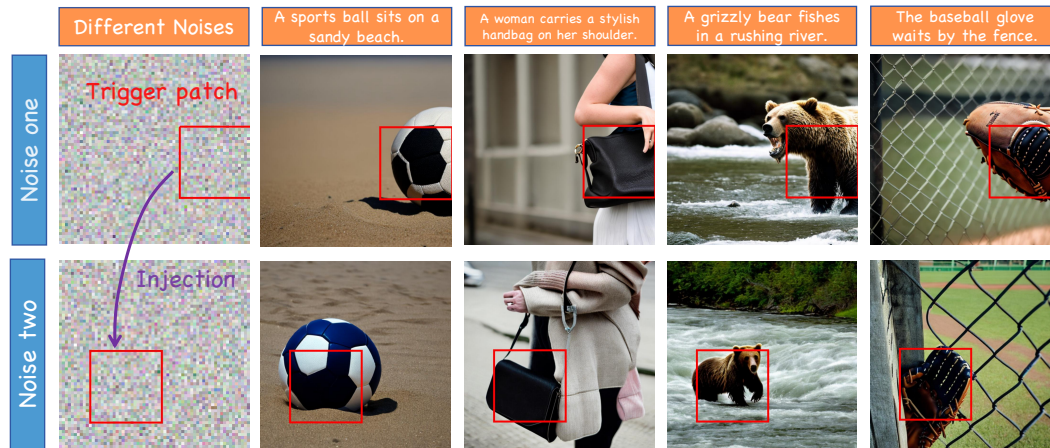 Different Noises
A sports ball sits on a
sandy beach.
A woman carries a stylish
handbag on her shoulder.
A grizzly bear fishes
in a rushing river.
The baseball glove
waits by the fence.
Noise one
Trigger patch
Noise two
Injection